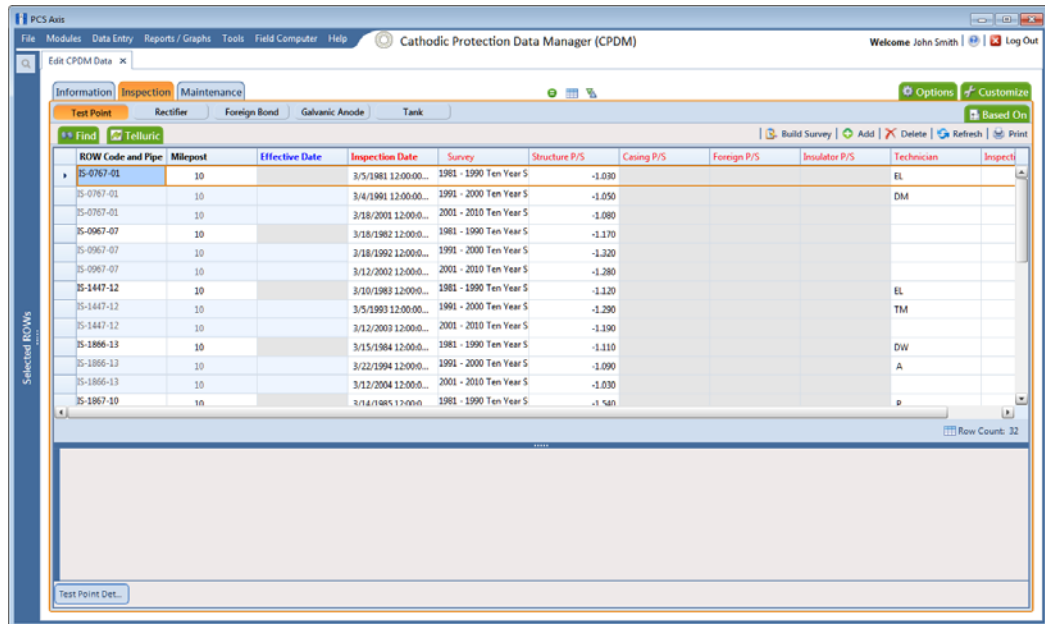 PCS Axis
File Modules Data Entry Reports / Graphs Tools Field Computer Help Cathodic Protection Data Manager (CPDM) Welcome John Smith Log Out
Edit CPDM Data
Information Inspection Maintenance Options Customize
Test Point Rectifier Foreign Bond Galvanic Anode Tank Based On
Find Telluric Build Survey Add Delete Refresh Print
ROW Code and Pipe Milepost Effective Date Inspection Date Survey Structure P/S Casing P/S Foreign P/S Insulator P/S Technician Inspecti
IS-0767-01 10 3/5/1981 12:00:00... 1981 - 1990 Ten Year S -1.030 EL
IS-0767-01 10 3/4/1991 12:00:00... 1991 - 2000 Ten Year S -1.050 DM
IS-0767-01 10 3/18/2001 12:00:0... 2001 - 2010 Ten Year S -1.080
IS-0967-07 10 3/18/1982 12:00:0... 1981 - 1990 Ten Year S -1.170
IS-0967-07 10 3/18/1992 12:00:0... 1991 - 2000 Ten Year S -1.320
IS-0967-07 10 3/12/2002 12:00:0... 2001 - 2010 Ten Year S -1.280
IS-1447-12 10 3/10/1983 12:00:0... 1981 - 1990 Ten Year S -1.120 EL
IS-1447-12 10 3/5/1993 12:00:00... 1991 - 2000 Ten Year S -1.290 TM
IS-1447-12 10 3/12/2003 12:00:0... 2001 - 2010 Ten Year S -1.190
IS-1866-13 10 3/15/1984 12:00:0... 1981 - 1990 Ten Year S -1.110 DW
IS-1866-13 10 3/22/1994 12:00:0... 1991 - 2000 Ten Year S -1.090 A
IS-1866-13 10 3/12/2004 12:00:0... 2001 - 2010 Ten Year S -1.030
IS-1867-10 10 3/14/1985 12:00:0... 1981 - 1990 Ten Year S -1.540
Selected ROWs
Row Count: 32
Test Point Det...